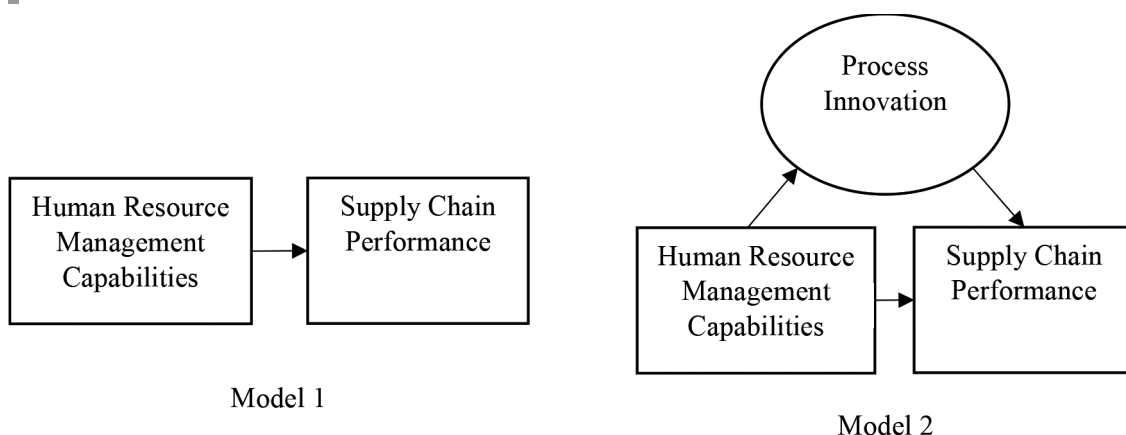 Human Resource
Management
Capabilities
Supply Chain
Performance
Model 1
Process
Innovation
Human Resource
Management
Capabilities
Supply Chain
Performance
Model 2